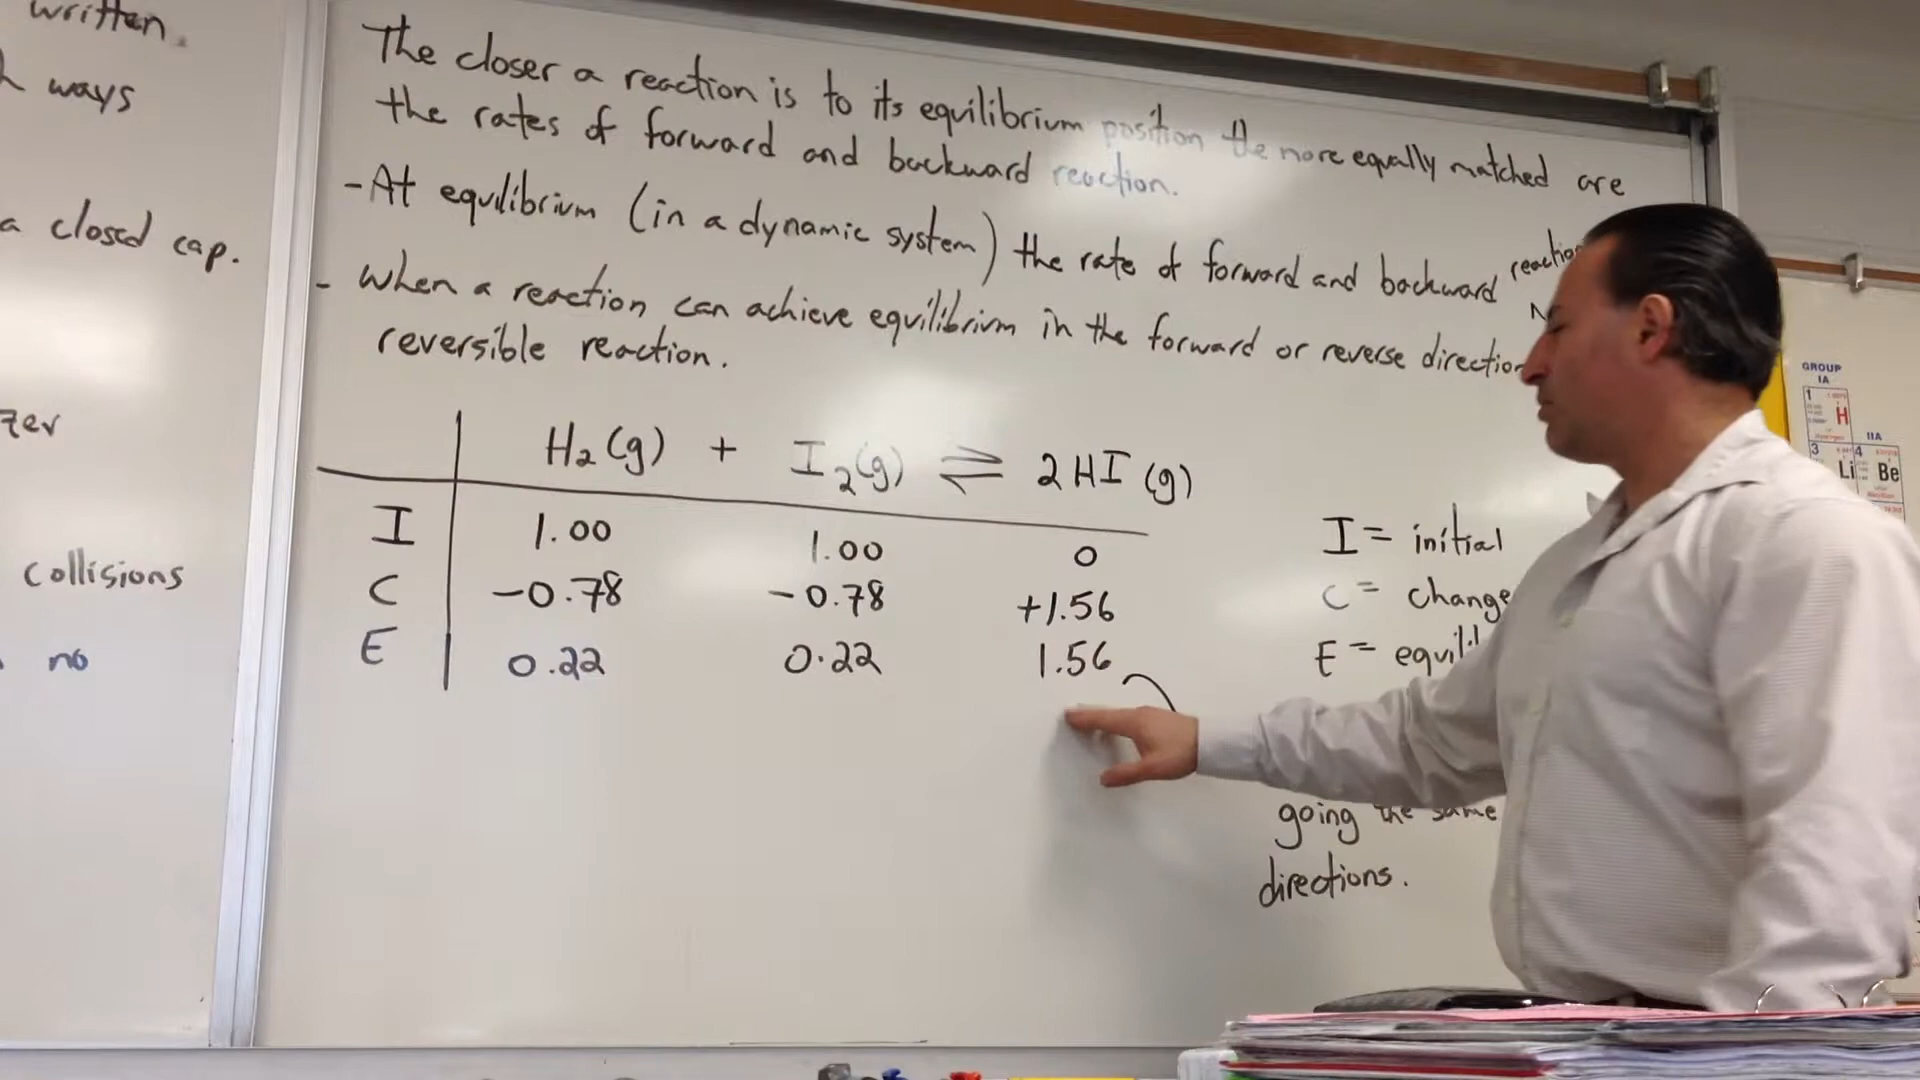 written.
ways
a closed cap.
zer
collisions
no
The closer a reaction is to its equilibrium position the more equally matched are
the rates of forward and backward reaction.
-At equilibrium (in a dynamic system) the rate of forward and backward reaction
- When a reaction can achieve equilibrium in the forward or reverse direction
reversible reaction.
H₂(g) + I₂(g) ⇌ 2HI(g)
I 1.00 1.00 0
C -0.78 -0.78 +1.56
E 0.22 0.22 1.56
I = initial
C = change
E = equili
going the same
directions.
GROUP
IA
1
H
IIA
3 4
Li Be